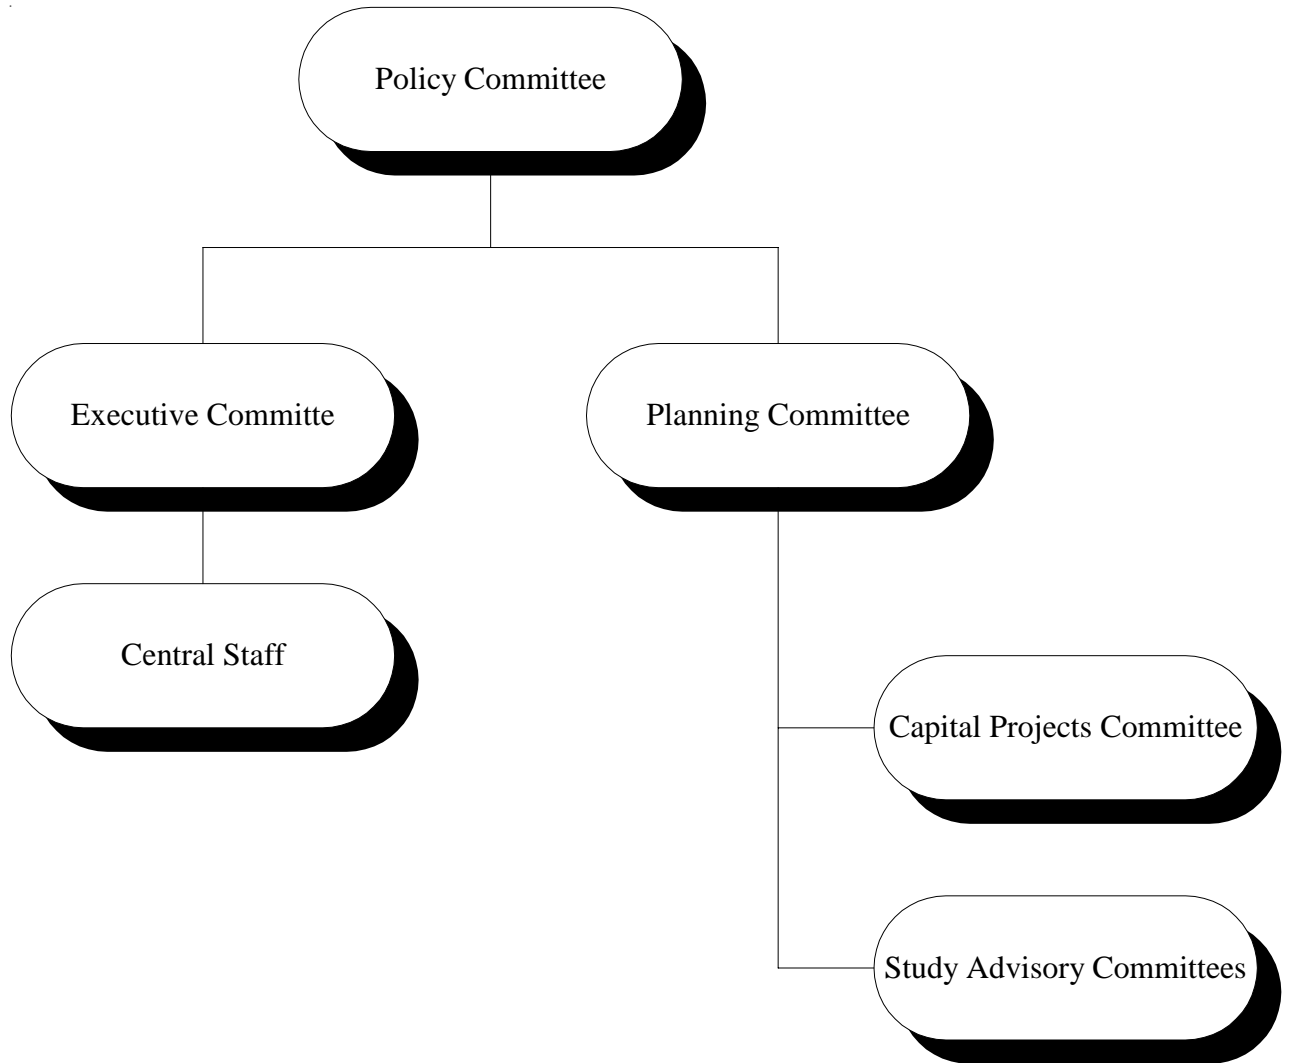 Policy Committee
Executive Committe
Planning Committee
Central Staff
Capital Projects Committee
Study Advisory Committees